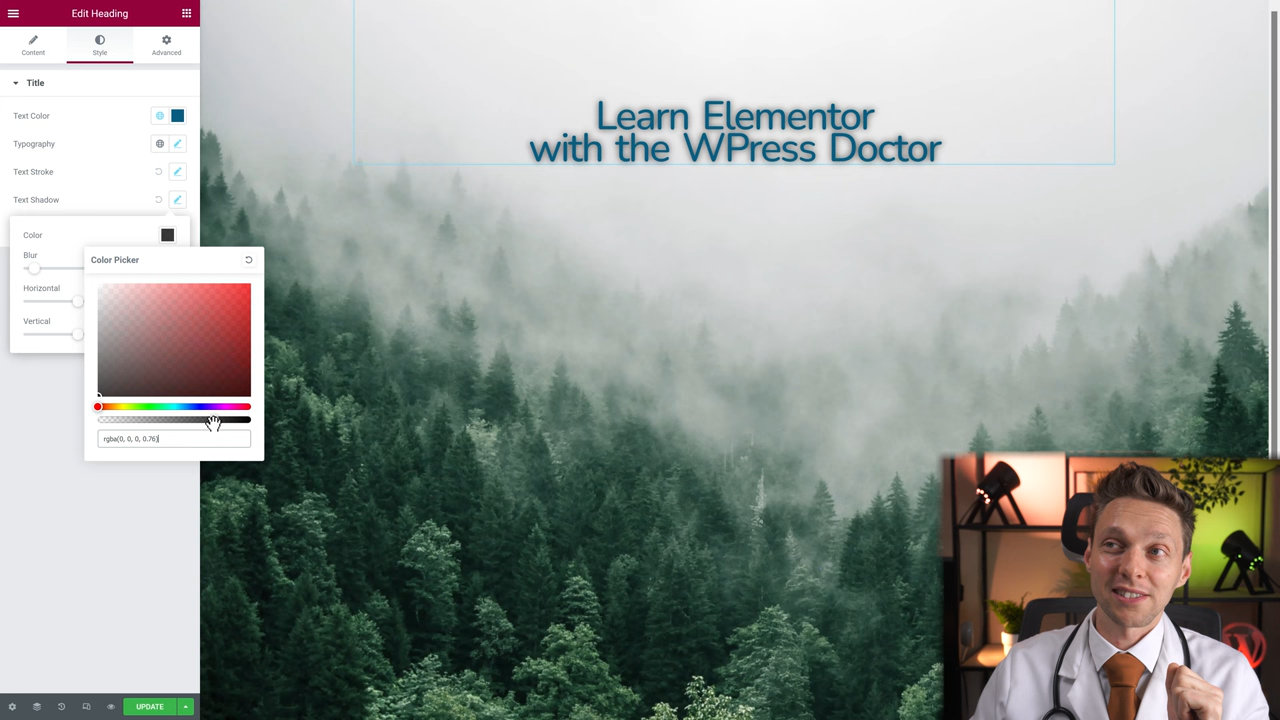 Edit Heading
Content
Style
Advanced
Title
Text Color
Typography
Text Stroke
Text Shadow
Color
Blur
Horizontal
Vertical
Color Picker
rgba(0, 0, 0, 0.76)
UPDATE
Learn Elementor
with the WPress Doctor